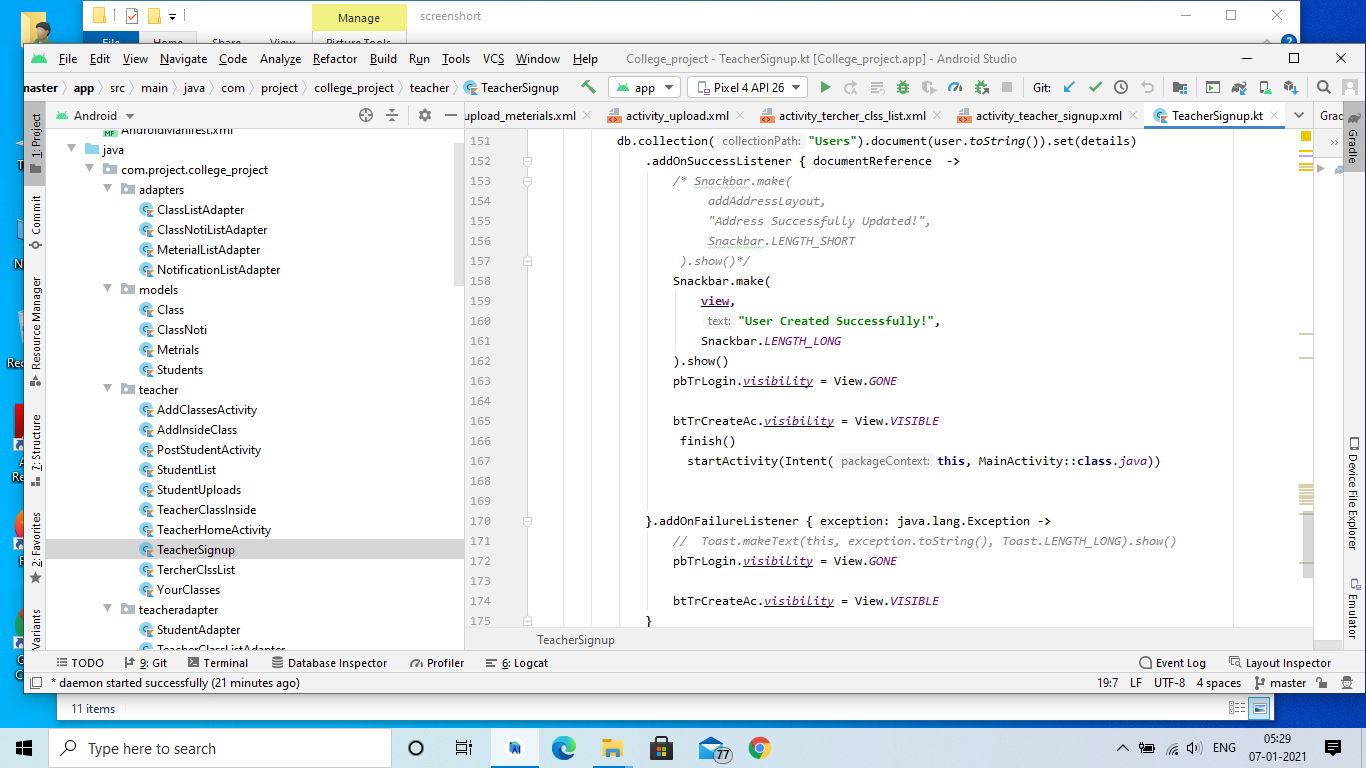 Manage
screenshort
File Home Share View Picture Tools
File Edit View Navigate Code Analyze Refactor Build Run Tools VCS Window Help College_project - TeacherSignup.kt [College_project.app] - Android Studio
master app src main java com project college_project teacher TeacherSignup app Pixel 4 API 26 Git:
upload_meterials.xml activity_upload.xml activity_tercher_clss_list.xml activity_teacher_signup.xml TeacherSignup.kt Grad
Android
AndroidManifest.xml
java
com.project.college_project
adapters
ClassListAdapter
ClassNotiListAdapter
MeterialListAdapter
NotificationListAdapter
models
Class
ClassNoti
Metrials
Students
teacher
AddClassesActivity
AddInsideClass
PostStudentActivity
StudentList
StudentUploads
TeacherClassInside
TeacherHomeActivity
TeacherSignup
TercherClssList
YourClasses
teacheradapter
StudentAdapter
TeacherClassListAdapter
1: Project
Commit
Resource Manager
7: Structure
2: Favorites
Variants
151 db.collection( collectionPath: "Users").document(user.toString()).set(details)
152 .addOnSuccessListener { documentReference ->
153 /* Snackbar.make(
154 addAddressLayout,
155 "Address Successfully Updated!",
156 Snackbar.LENGTH_SHORT
157 ).show()*/
158 Snackbar.make(
159 view,
160 text: "User Created Successfully!",
161 Snackbar.LENGTH_LONG
162 ).show()
163 pbTrLogin.visibility = View.GONE
164
165 btTrCreateAc.visibility = View.VISIBLE
166 finish()
167 startActivity(Intent( packageContext: this, MainActivity::class.java))
168
169
170 }.addOnFailureListener { exception: java.lang.Exception ->
171 // Toast.makeText(this, exception.toString(), Toast.LENGTH_LONG).show()
172 pbTrLogin.visibility = View.GONE
173
174 btTrCreateAc.visibility = View.VISIBLE
175 }
TeacherSignup
Gradle
Device File Explorer
Emulator
TODO 9: Git Terminal Database Inspector Profiler 6: Logcat Event Log Layout Inspector
* daemon started successfully (21 minutes ago) 19:7 LF UTF-8 4 spaces master
11 items
Type here to search 77 ENG 05:29
07-01-2021